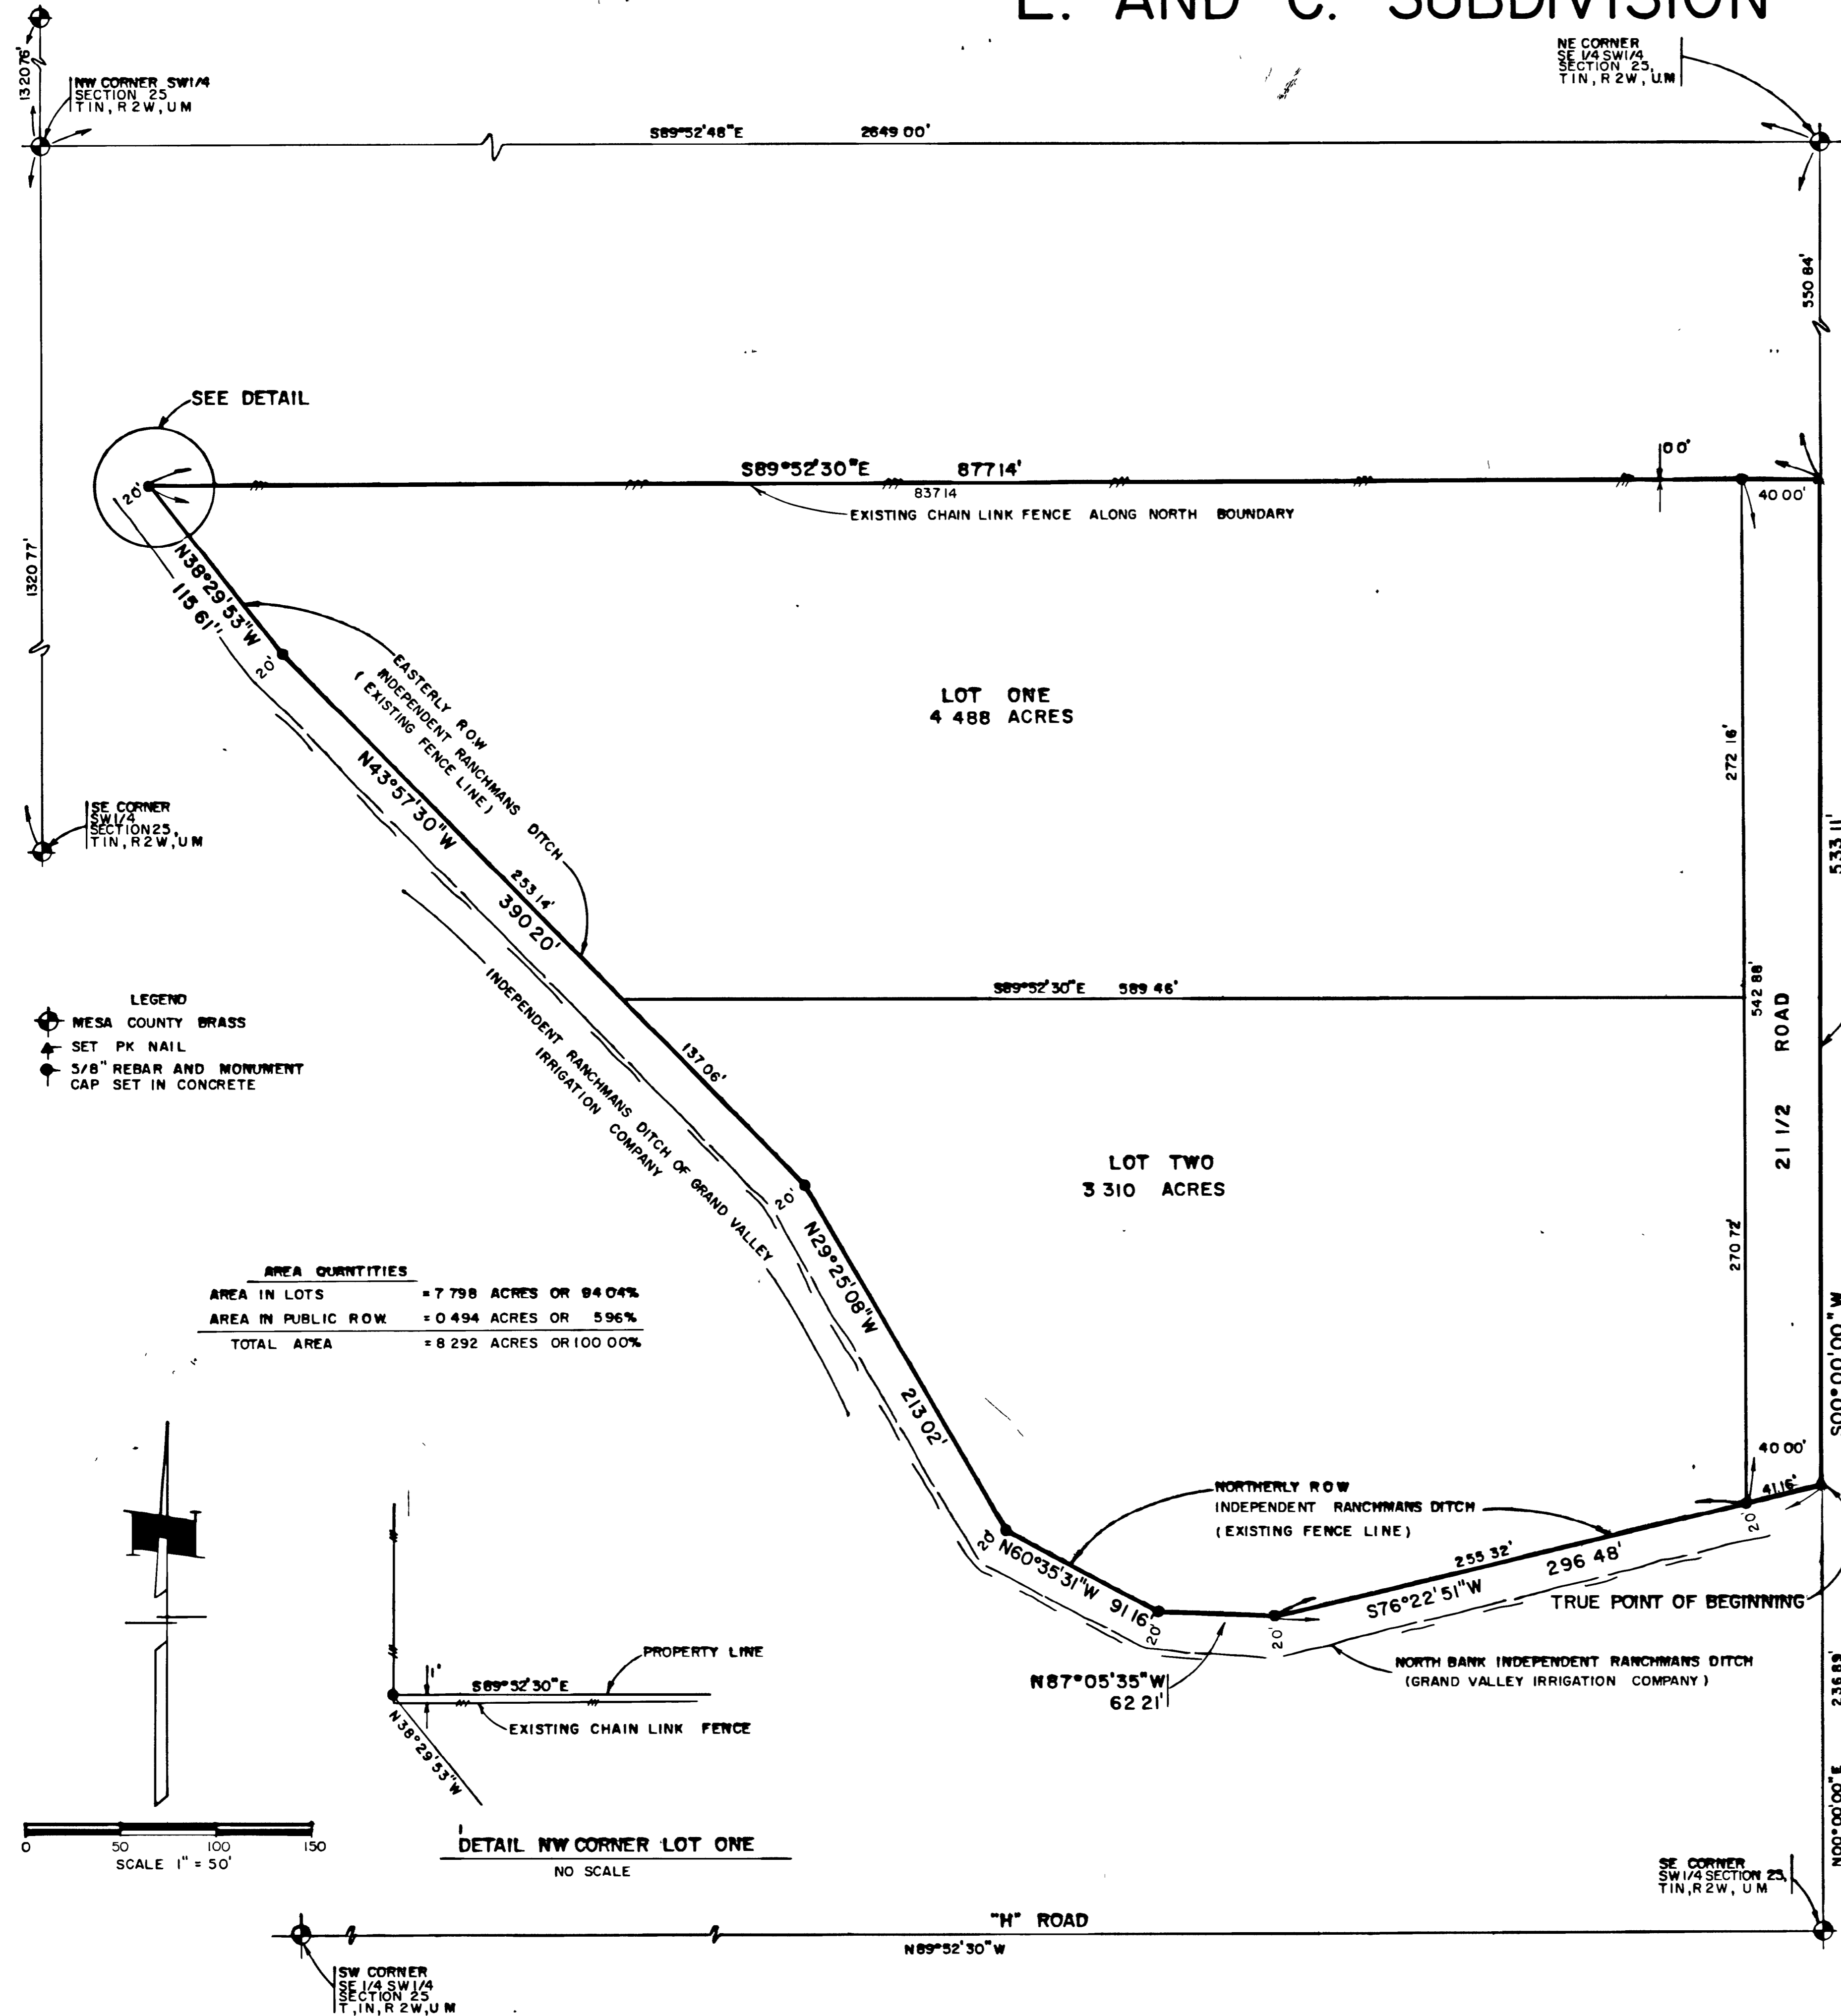 E. AND C. SUBDIVISION
NE CORNER
SE 1/4 SW1/4
SECTION 25,
T1N, R2W, U.M
1320 76'
NW CORNER SW1/4
SECTION 25
T1N, R2W, UM
S89°52'48"E 2649 00'
550 84'
SEE DETAIL
20'
S89°52'30"E 877 14'
837 14
00'
40 00'
EXISTING CHAIN LINK FENCE ALONG NORTH BOUNDARY
1320 77'
N38°29'53"W
115 61'
20'
EASTERLY ROW
INDEPENDENT RANCHMANS DITCH
(EXISTING FENCE LINE)
LOT ONE
4 488 ACRES
272 16'
533 11'
N43°57'30"W
253 14'
390 20'
SE CORNER
SW1/4
SECTION 25,
T1N, R2W, UM
INDEPENDENT RANCHMANS DITCH OF GRAND VALLEY
IRRIGATION COMPANY
S89°52'30"E 589 46'
542 88'
21 1/2 ROAD
LEGEND
MESA COUNTY BRASS
SET PK NAIL
5/8" REBAR AND MONUMENT
CAP SET IN CONCRETE
137 06'
LOT TWO
3 310 ACRES
20'
N29°25'08"W
213 02'
270 72'
S00°00'00"W
AREA QUANTITIES
AREA IN LOTS = 7 798 ACRES OR 94 04%
AREA IN PUBLIC ROW = 0 494 ACRES OR 5 96%
TOTAL AREA = 8 292 ACRES OR 100 00%
40 00'
41.16'
20'
NORTHERLY ROW
INDEPENDENT RANCHMANS DITCH
(EXISTING FENCE LINE)
20'
N60°35'31"W 91 16'
20'
255 32'
296 48'
S76°22'51"W
TRUE POINT OF BEGINNING
20'
N87°05'35"W
62 21'
NORTH BANK INDEPENDENT RANCHMANS DITCH
(GRAND VALLEY IRRIGATION COMPANY)
236 89'
N00°00'00"E
PROPERTY LINE
1'
S89°52'30"E
EXISTING CHAIN LINK FENCE
N38°29'53"W
DETAIL NW CORNER LOT ONE
NO SCALE
0 50 100 150
SCALE 1" = 50'
SE CORNER
SW1/4 SECTION 25,
T1N, R2W, UM
"H" ROAD
N89°52'30"W
SW CORNER
SE 1/4 SW1/4
SECTION 25
T,1N, R2W, UM